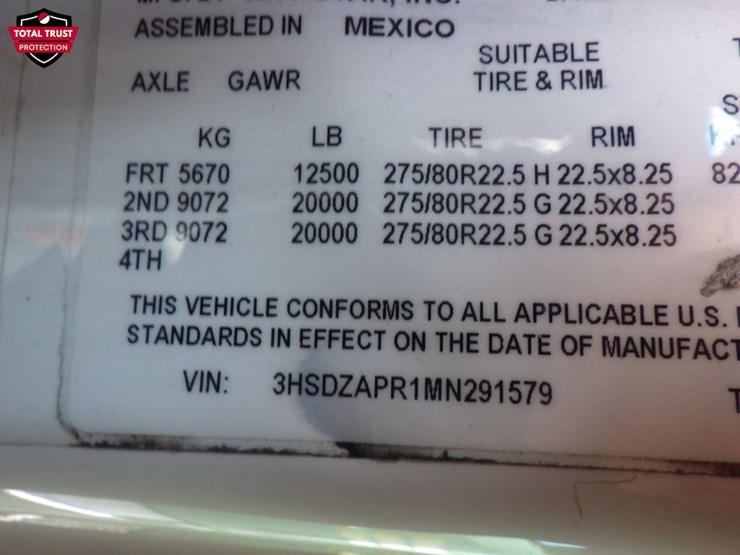 TOTAL TRUST
PROTECTION
ASSEMBLED IN MEXICO
SUITABLE
AXLE GAWR TIRE & RIM
KG LB TIRE RIM
FRT 5670 12500 275/80R22.5 H 22.5x8.25 82
2ND 9072 20000 275/80R22.5 G 22.5x8.25
3RD 9072 20000 275/80R22.5 G 22.5x8.25
4TH
THIS VEHICLE CONFORMS TO ALL APPLICABLE U.S.
STANDARDS IN EFFECT ON THE DATE OF MANUFACT
VIN: 3HSDZAPR1MN291579